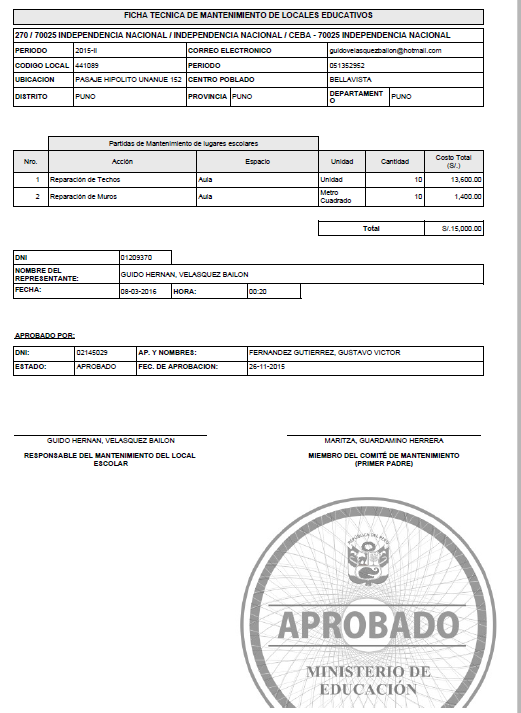 FICHA TECNICA DE MANTENIMIENTO DE LOCALES EDUCATIVOS
270 / 70025 INDEPENDENCIA NACIONAL / INDEPENDENCIA NACIONAL / CEBA - 70025 INDEPENDENCIA NACIONAL
PERIODO 2015-II CORREO ELECTRONICO guidovelasquezbailon@hotmail.com
CODIGO LOCAL 441089 PERIODO 051352952
UBICACION PASAJE HIPOLITO UNANUE 152 CENTRO POBLADO BELLAVISTA
DISTRITO PUNO PROVINCIA PUNO DEPARTAMENT
O PUNO
Partidas de Mantenimiento de lugares escolares
Nro. Acción Espacio Unidad Cantidad Costo Total
(S/.)
1 Reparación de Techos Aula Unidad 10 13,600.00
2 Reparación de Muros Aula Metro
Cuadrado 10 1,400.00
Total S/.15,000.00
DNI 01209370
NOMBRE DEL
REPRESENTANTE: GUIDO HERNAN, VELASQUEZ BAILON
FECHA: 08-03-2016 HORA: 00:20
APROBADO POR:
DNI: 02145029 AP. Y NOMBRES: FERNANDEZ GUTIERREZ, GUSTAVO VICTOR
ESTADO: APROBADO FEC. DE APROBACION: 26-11-2015
GUIDO HERNAN, VELASQUEZ BAILON
RESPONSABLE DEL MANTENIMIENTO DEL LOCAL
ESCOLAR
MARITZA, GUARDAMINO HERRERA
MIEMBRO DEL COMITÉ DE MANTENIMIENTO
(PRIMER PADRE)
REPÚBLICA DEL PERÚ
APROBADO
MINISTERIO DE
EDUCACIÓN